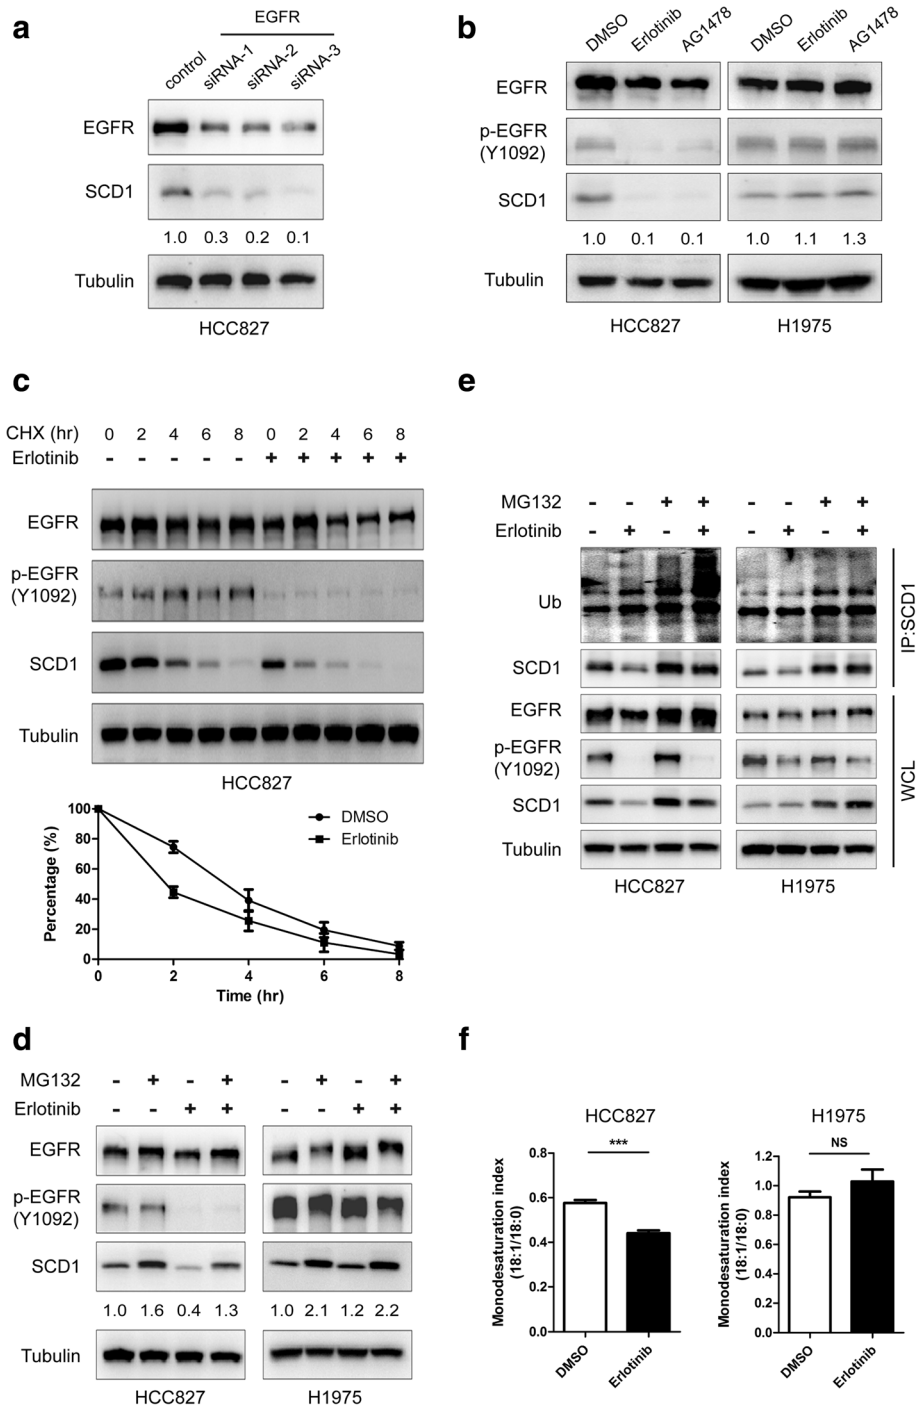 a
EGFR
control siRNA-1 siRNA-2 siRNA-3
EGFR
SCD1
1.0 0.3 0.2 0.1
Tubulin
HCC827
b
DMSO Erlotinib AG1478 DMSO Erlotinib AG1478
EGFR
p-EGFR
(Y1092)
SCD1
1.0 0.1 0.1 1.0 1.1 1.3
Tubulin
HCC827 H1975
c
CHX (hr) 0 2 4 6 8 0 2 4 6 8
Erlotinib - - - - - + + + + +
EGFR
p-EGFR
(Y1092)
SCD1
Tubulin
HCC827
100
80
60
40
20
0
Percentage (%)
DMSO
Erlotinib
0 2 4 6 8
Time (hr)
d
MG132 - + - + - + - +
Erlotinib - - + + - - + +
EGFR
p-EGFR
(Y1092)
SCD1
1.0 1.6 0.4 1.3 1.0 2.1 1.2 2.2
Tubulin
HCC827 H1975
e
MG132 - - + + - - + +
Erlotinib - + - + - + - +
Ub
SCD1
IP:SCD1
EGFR
p-EGFR
(Y1092)
SCD1
Tubulin
WCL
HCC827 H1975
f
HCC827
Monodesaturation index
(18:1/18:0)
0.8
0.6
0.4
0.2
0.0
***
DMSO Erlotinib
H1975
Monodesaturation index
(18:1/18:0)
1.2
1.0
0.8
0.6
0.4
0.2
0.0
NS
DMSO Erlotinib